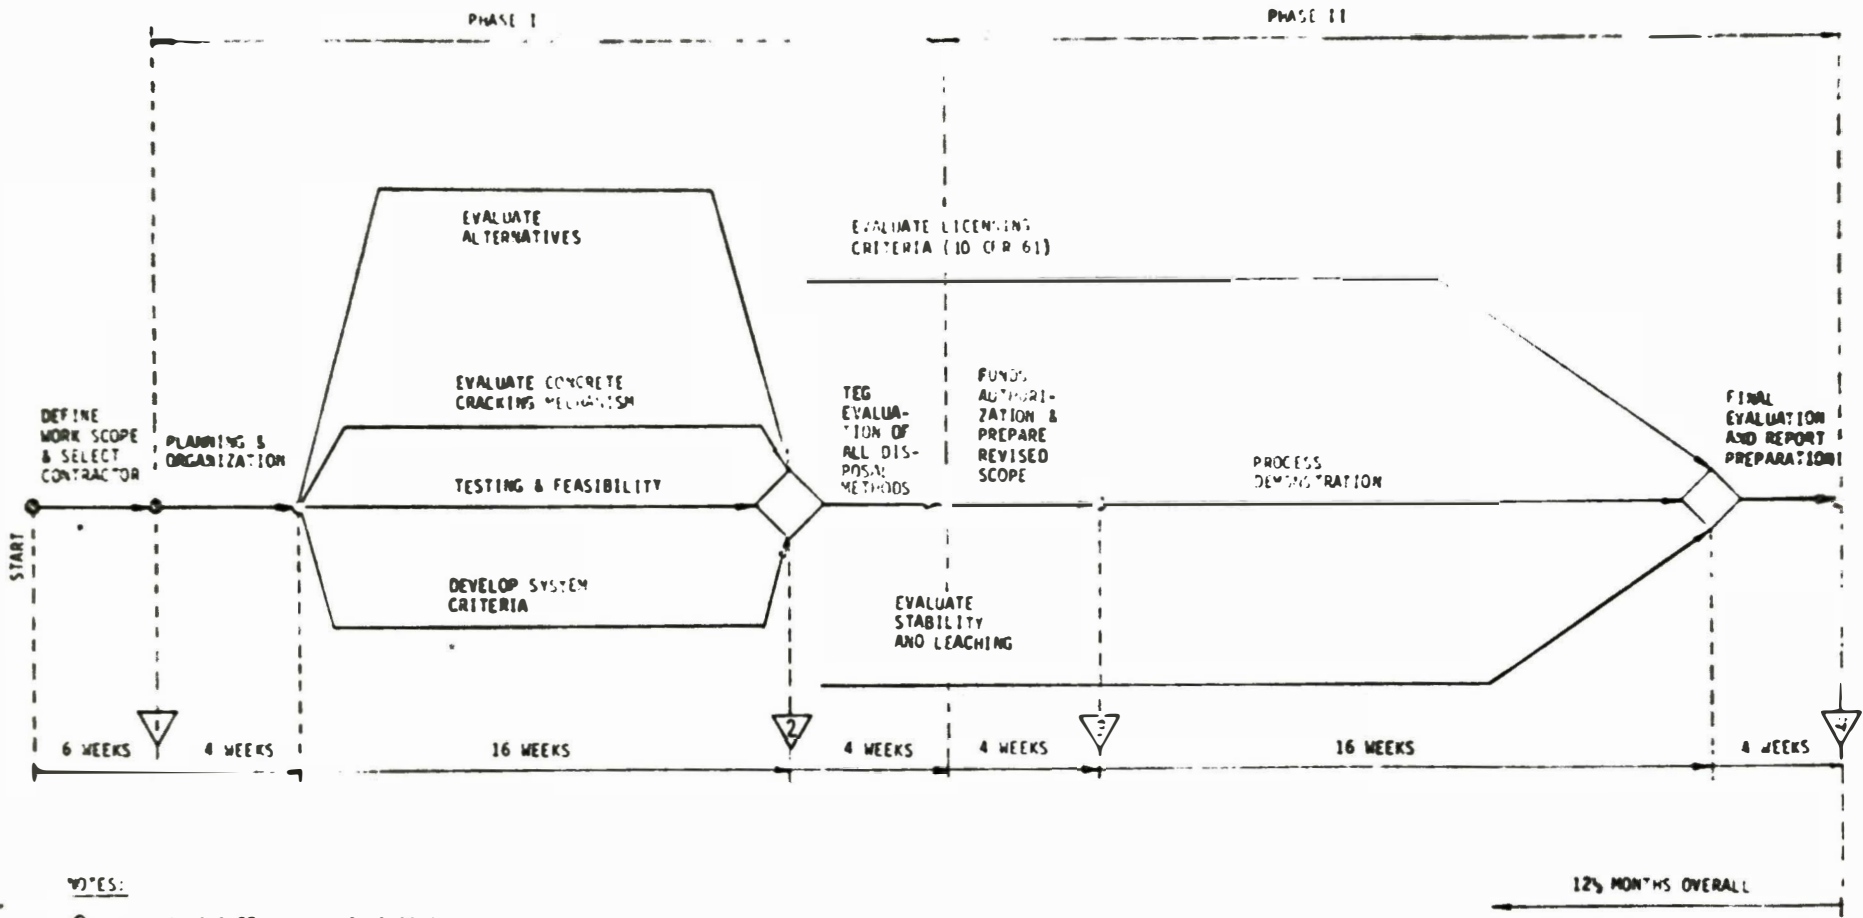 PHASE I
PHASE II
EVALUATE
ALTERNATIVES
EVALUATE LICENSING
CRITERIA (10 CFR 61)
EVALUATE CONCRETE
CRACKING MECHANISM
DEFINE
WORK SCOPE
& SELECT
CONTRACTOR
PLANNING &
ORGANIZATION
TESTING & FEASIBILITY
TEG
EVALUA-
TION OF
ALL DIS-
POSAL
METHODS
FUNDS
AUTHORI-
ZATION &
PREPARE
REVISED
SCOPE
PROCESS
DEMONSTRATION
FINAL
EVALUATION
AND REPORT
PREPARATION
START
DEVELOP SYSTEM
CRITERIA
EVALUATE
STABILITY
AND LEACHING
1
2
3
4
6 WEEKS
4 WEEKS
16 WEEKS
4 WEEKS
4 WEEKS
16 WEEKS
4 WEEKS
NOTES:
12½ MONTHS OVERALL